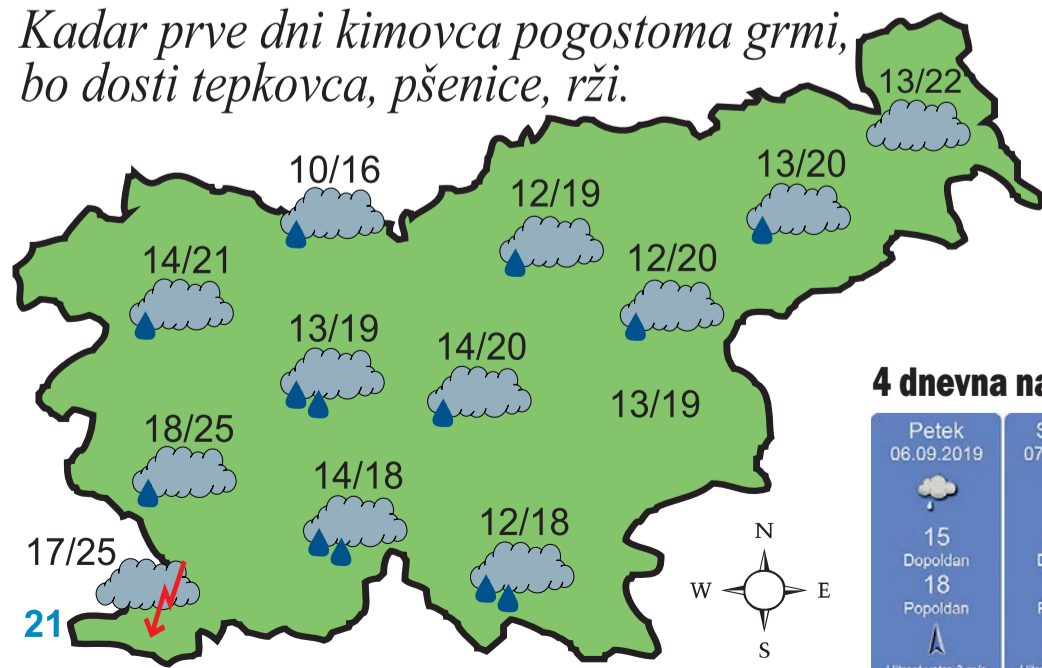 Kadar prve dni kimovca pogostoma grmi,
bo dosti tepkovca, pšenice, rži.
13/22
10/16
13/20
12/19
14/21
12/20
13/19
14/20
13/19
18/25
14/18
12/18
17/25
21
N
W
E
S
4 dnevna na
Petek
06.09.2019
07
15
Dopoldan
18
Popoldan